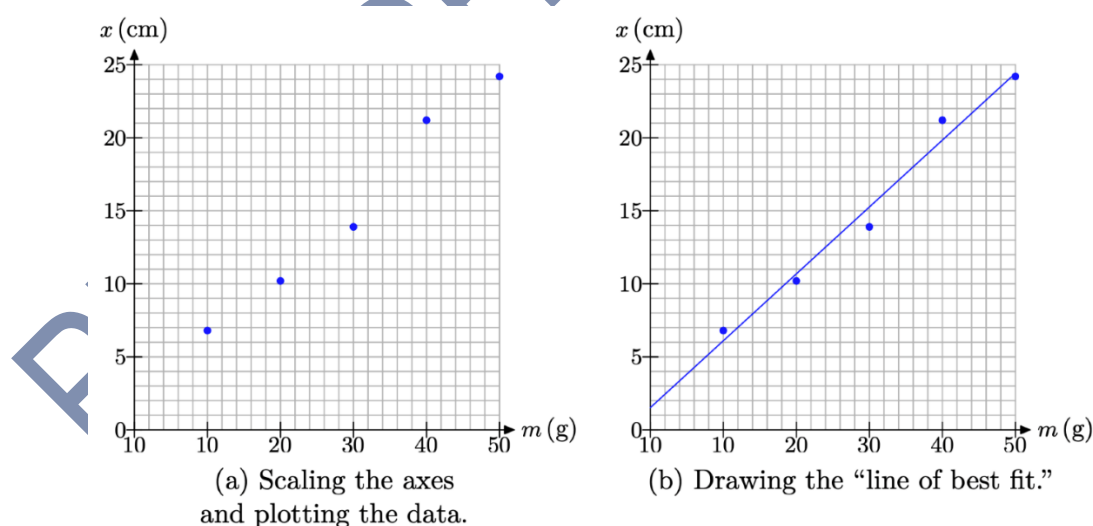 x (cm)
25
20
15
10
5
0
10 10 20 30 40 50 m (g)
(a) Scaling the axes
and plotting the data.
x (cm)
25
20
15
10
5
0
10 10 20 30 40 50 m (g)
(b) Drawing the “line of best fit.”